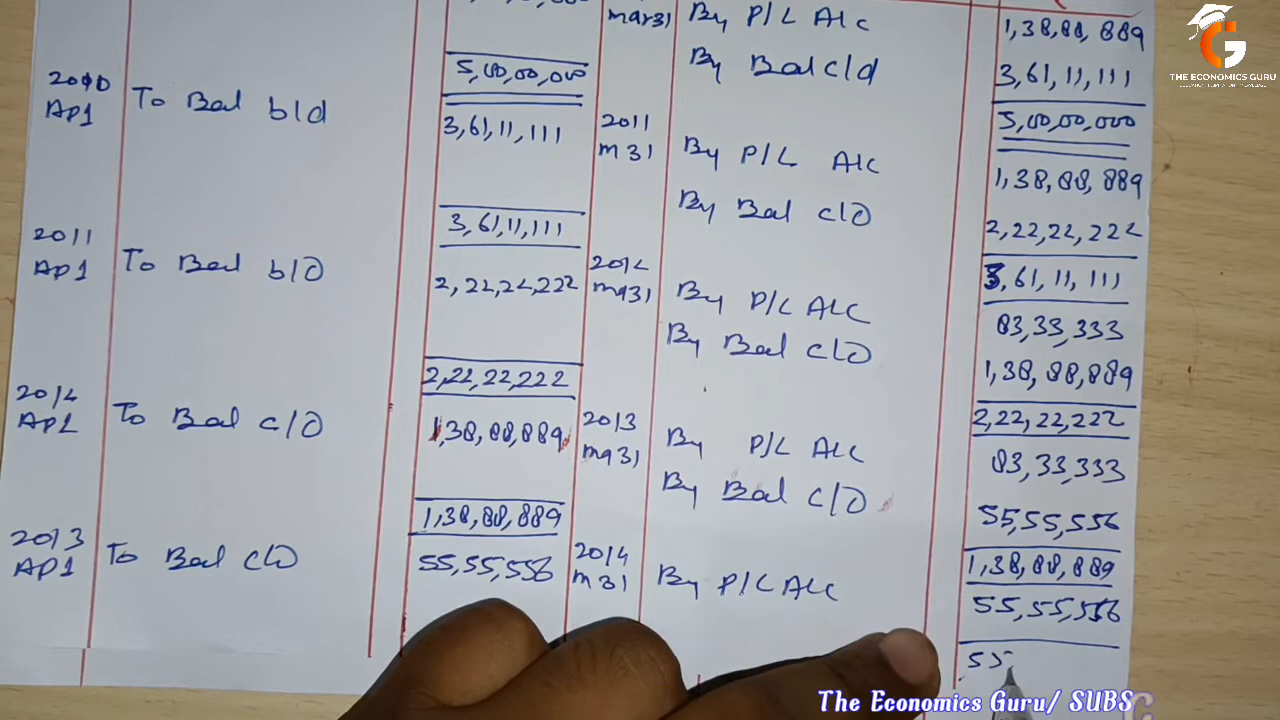 mar31 By P/L A/c 1,38,88,889
By Bal c/d 3,61,11,111
5,00,00,000 5,00,00,000
2010 Ap1 To Bal b/d 3,61,11,111 2011 m31 By P/L A/c 1,38,88,889
By Bal c/d 2,22,22,222
3,61,11,111 3,61,11,111
2011 Ap1 To Bal b/d 2,22,22,222 2012 ma31 By P/L A/c 83,33,333
By Bal c/d 1,38,88,889
2,22,22,222 2,22,22,222
2012 Ap1 To Bal c/d 1,38,88,889 2013 ma31 By P/L A/c 83,33,333
By Bal c/d 55,55,556
1,38,88,889 1,38,88,889
2013 Ap1 To Bal c/d 55,55,556 2014 m31 By P/L A/c 55,55,556
55
THE ECONOMICS GURU
The Economics Guru/ SUBS